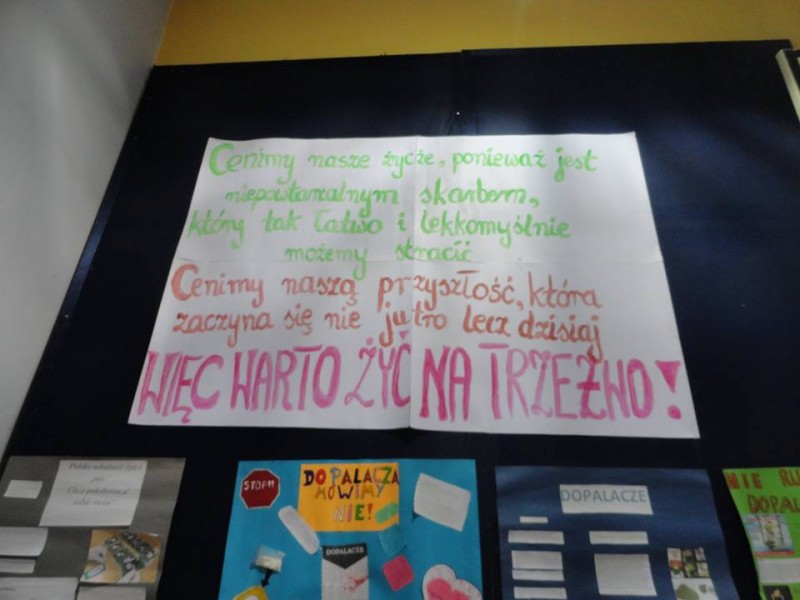 Cenimy nasze życie, ponieważ jest
niepowtarzalnym skarbem,
który tak łatwo i lekkomyślnie
możemy stracić
Cenimy naszą przyszłość, która
zaczyna się nie jutro lecz dzisiaj
WIĘC WARTO ŻYĆ NA TRZEŹWO!
STOP!!
DOPALACZĄ
MÓWIMY
NIE!
DOPALACZE
DOPALACZE
NIE